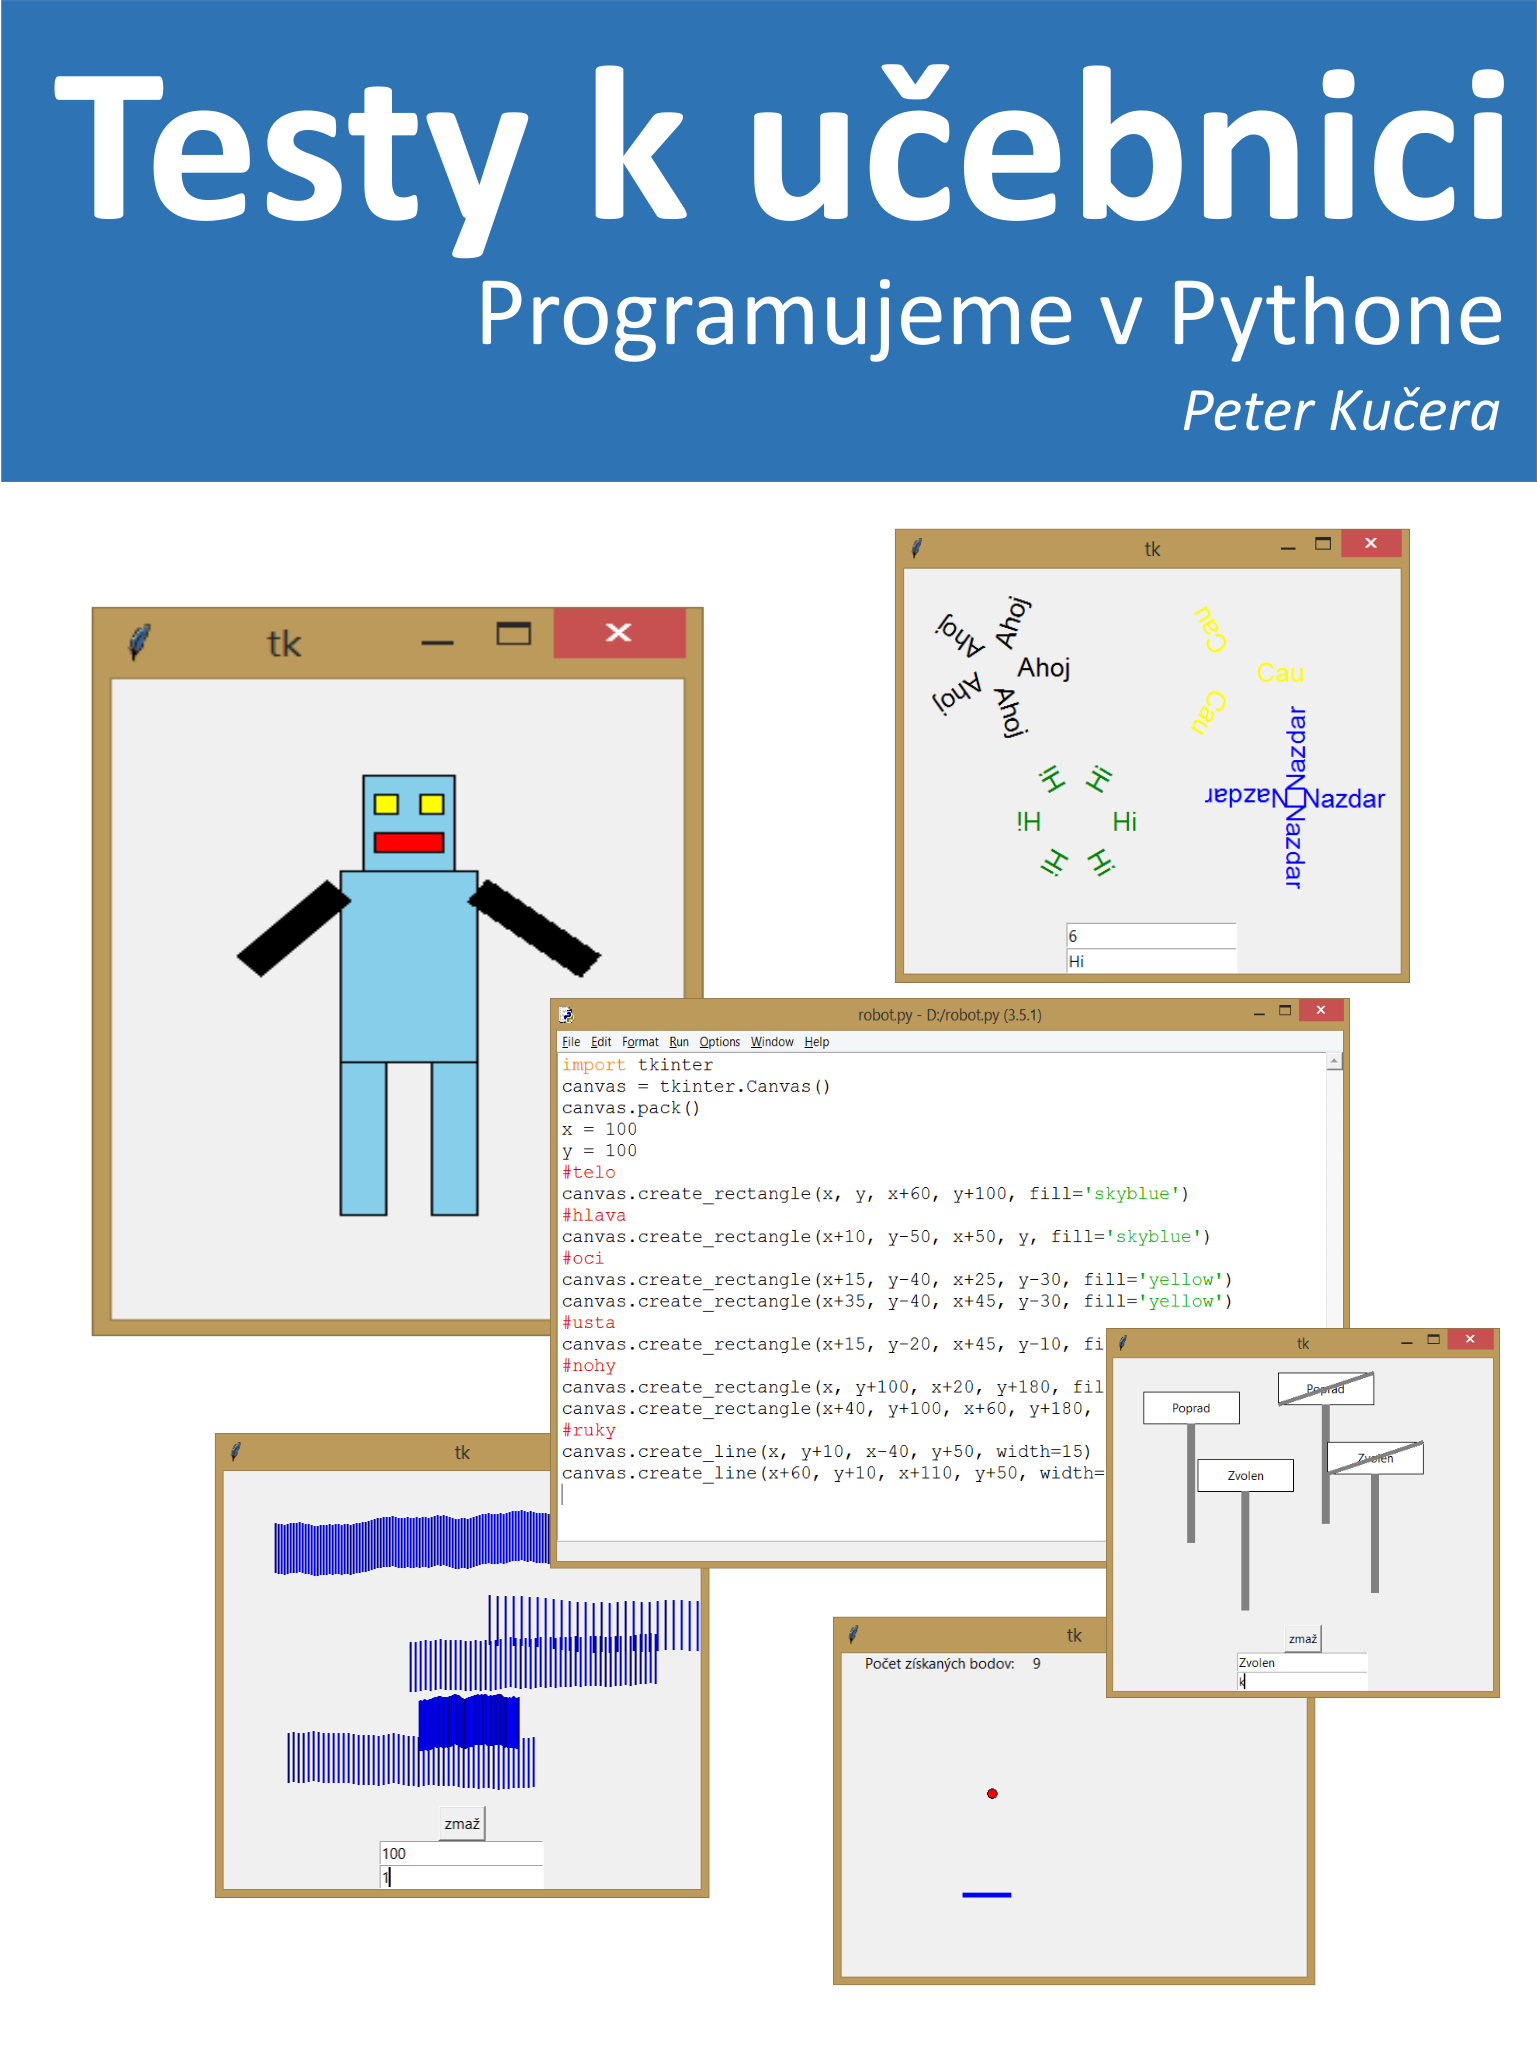 Testy k učebnici
Programujeme v Pythone
Peter Kučera
tk
Ahoj
Ahoj
Ahoj
Ahoj
Ahoj
Cau
Cau
Cau
Nazdar
Nazdar
Nazdar
Nazdar
Hi
Hi
Hi
Hi
Hi
Hi
6
Hi
tk
robot.py - D:/robot.py (3.5.1)
File Edit Format Run Options Window Help
import tkinter
canvas = tkinter.Canvas()
canvas.pack()
x = 100
y = 100
#telo
canvas.create_rectangle(x, y, x+60, y+100, fill='skyblue')
#hlava
canvas.create_rectangle(x+10, y-50, x+50, y, fill='skyblue')
#oci
canvas.create_rectangle(x+15, y-40, x+25, y-30, fill='yellow')
canvas.create_rectangle(x+35, y-40, x+45, y-30, fill='yellow')
#usta
canvas.create_rectangle(x+15, y-20, x+45, y-10, fi
#nohy
canvas.create_rectangle(x, y+100, x+20, y+180, fil
canvas.create_rectangle(x+40, y+100, x+60, y+180,
#ruky
canvas.create_line(x, y+10, x-40, y+50, width=15)
canvas.create_line(x+60, y+10, x+110, y+50, width=
tk
Poprad
Poprad
Zvolen
Zvolen
zmaž
Zvolen
k
tk
zmaž
100
1
tk
Počet získaných bodov: 9